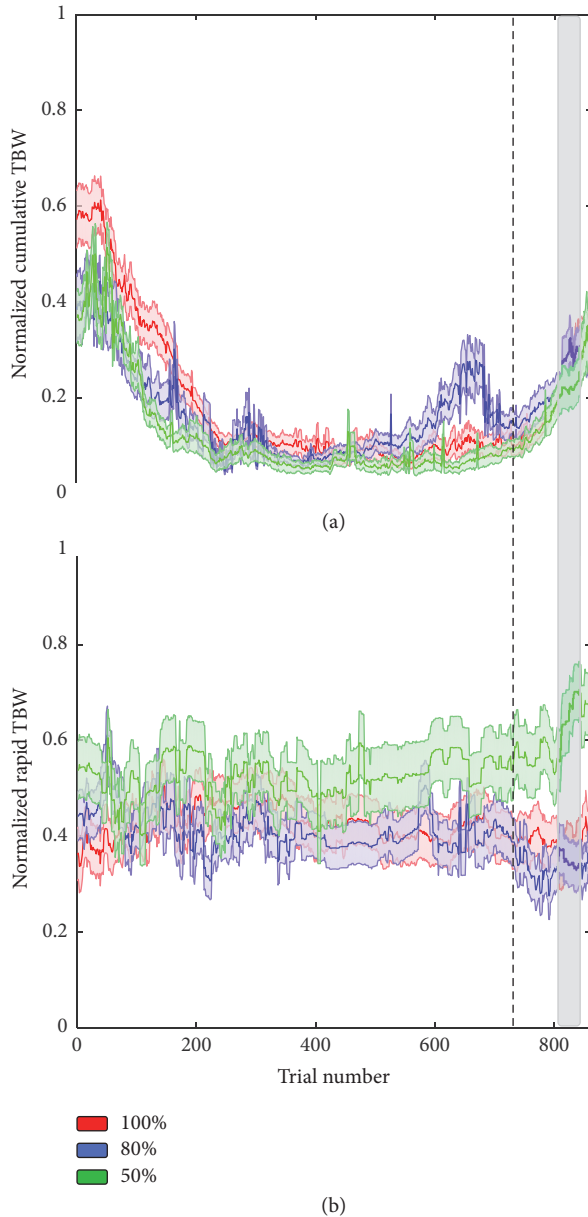 1
0.8
0.6
0.4
0.2
0
Normalized cumulative TBW
(a)
1
0.8
0.6
0.4
0.2
0
Normalized rapid TBW
0 200 400 600 800
Trial number
100%
80%
50%
(b)